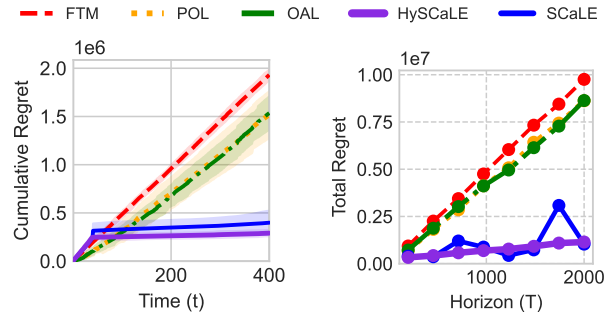 FTM POL OAL HySCaLE SCaLE
1e6
Cumulative Regret
2.0
1.5
1.0
0.5
0.0
200 400
Time (t)
1e7
Total Regret
1.00
0.75
0.50
0.25
0.00
1000 2000
Horizon (T)